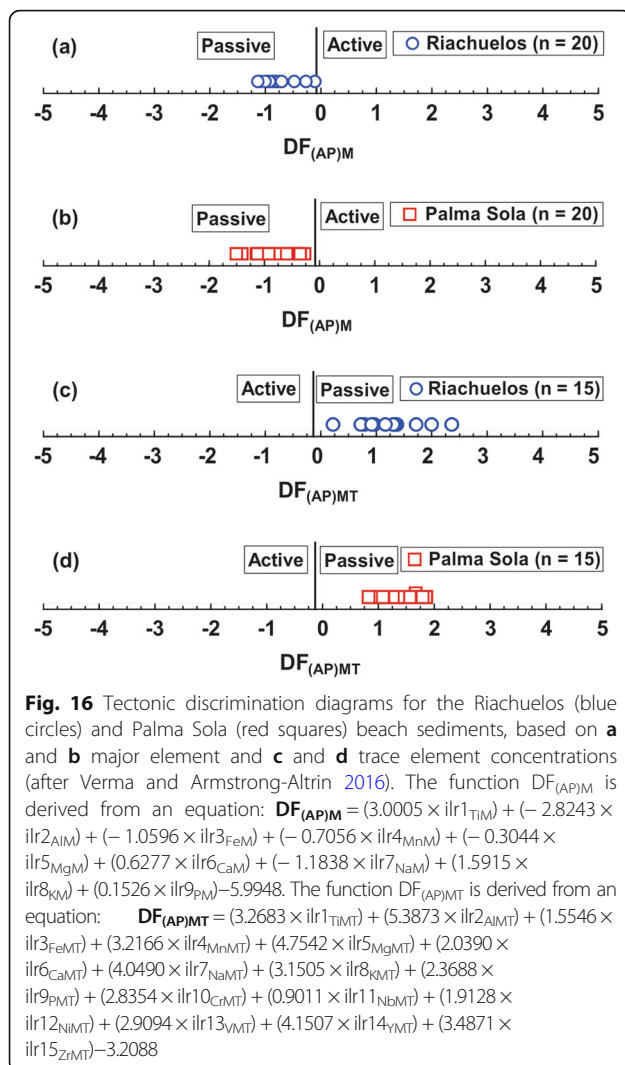 (a)
Passive
Active
Riachuelos (n = 20)
-5 -4 -3 -2 -1 0 1 2 3 4 5
DF(AP)M
(b)
Passive
Active
Palma Sola (n = 20)
-5 -4 -3 -2 -1 0 1 2 3 4 5
DF(AP)M
(c)
Active
Passive
Riachuelos (n = 15)
-5 -4 -3 -2 -1 0 1 2 3 4 5
DF(AP)MT
(d)
Active
Passive
Palma Sola (n = 15)
-5 -4 -3 -2 -1 0 1 2 3 4 5
DF(AP)MT
Fig. 16 Tectonic discrimination diagrams for the Riachuelos (blue
circles) and Palma Sola (red squares) beach sediments, based on a
and b major element and c and d trace element concentrations
(after Verma and Armstrong-Altrin 2016). The function DF(AP)M is
derived from an equation: DF(AP)M = (3.0005 × ilr1TiM) + (− 2.8243 ×
ilr2AlM) + (− 1.0596 × ilr3FeM) + (− 0.7056 × ilr4MnM) + (− 0.3044 ×
ilr5MgM) + (0.6277 × ilr6CaM) + (− 1.1838 × ilr7NaM) + (1.5915 ×
ilr8KM) + (0.1526 × ilr9PM)−5.9948. The function DF(AP)MT is derived from an
equation: DF(AP)MT = (3.2683 × ilr1TiMT) + (5.3873 × ilr2AlMT) + (1.5546 ×
ilr3FeMT) + (3.2166 × ilr4MnMT) + (4.7542 × ilr5MgMT) + (2.0390 ×
ilr6CaMT) + (4.0490 × ilr7NaMT) + (3.1505 × ilr8KMT) + (2.3688 ×
ilr9PMT) + (2.8354 × ilr10CrMT) + (0.9011 × ilr11NbMT) + (1.9128 ×
ilr12NiMT) + (2.9094 × ilr13VMT) + (4.1507 × ilr14YMT) + (3.4871 ×
ilr15ZrMT)−3.2088